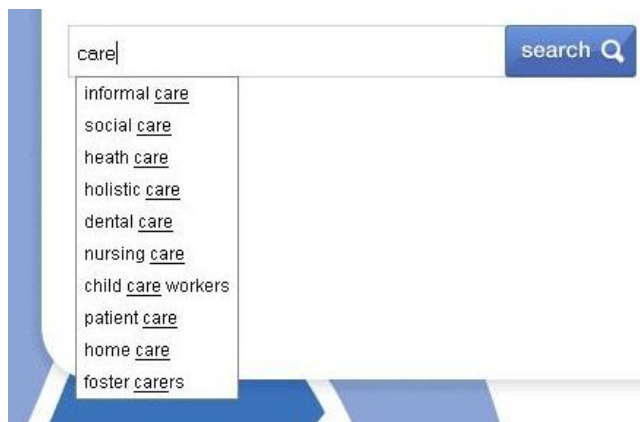 care
search
informal care
social care
heath care
holistic care
dental care
nursing care
child care workers
patient care
home care
foster carers